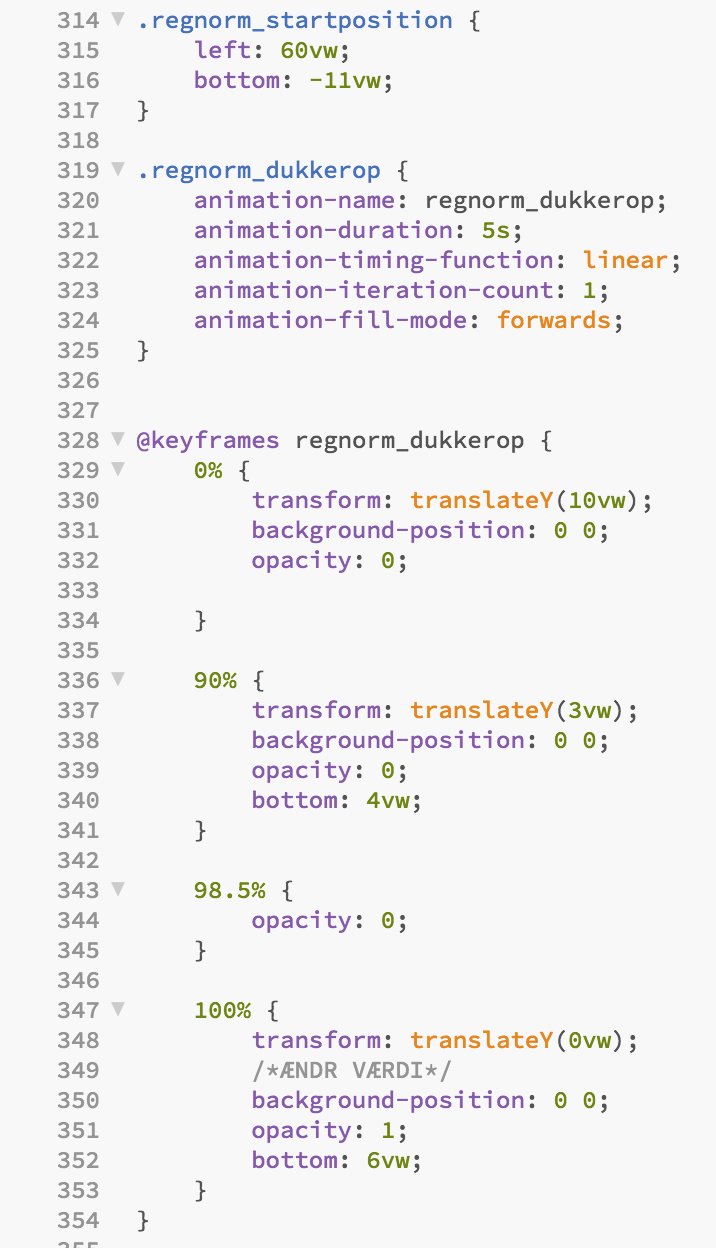 314 ▼ .regnorm_startposition {
315     left: 60vw;
316     bottom: -11vw;
317 }
318
319 ▼ .regnorm_dukkerop {
320     animation-name: regnorm_dukkerop;
321     animation-duration: 5s;
322     animation-timing-function: linear;
323     animation-iteration-count: 1;
324     animation-fill-mode: forwards;
325 }
326
327
328 ▼ @keyframes regnorm_dukkerop {
329 ▼     0% {
330         transform: translateY(10vw);
331         background-position: 0 0;
332         opacity: 0;
333
334     }
335
336 ▼     90% {
337         transform: translateY(3vw);
338         background-position: 0 0;
339         opacity: 0;
340         bottom: 4vw;
341     }
342
343 ▼     98.5% {
344         opacity: 0;
345     }
346
347 ▼     100% {
348         transform: translateY(0vw);
349         /*ÆNDR VÆRDI*/
350         background-position: 0 0;
351         opacity: 1;
352         bottom: 6vw;
353     }
354 }